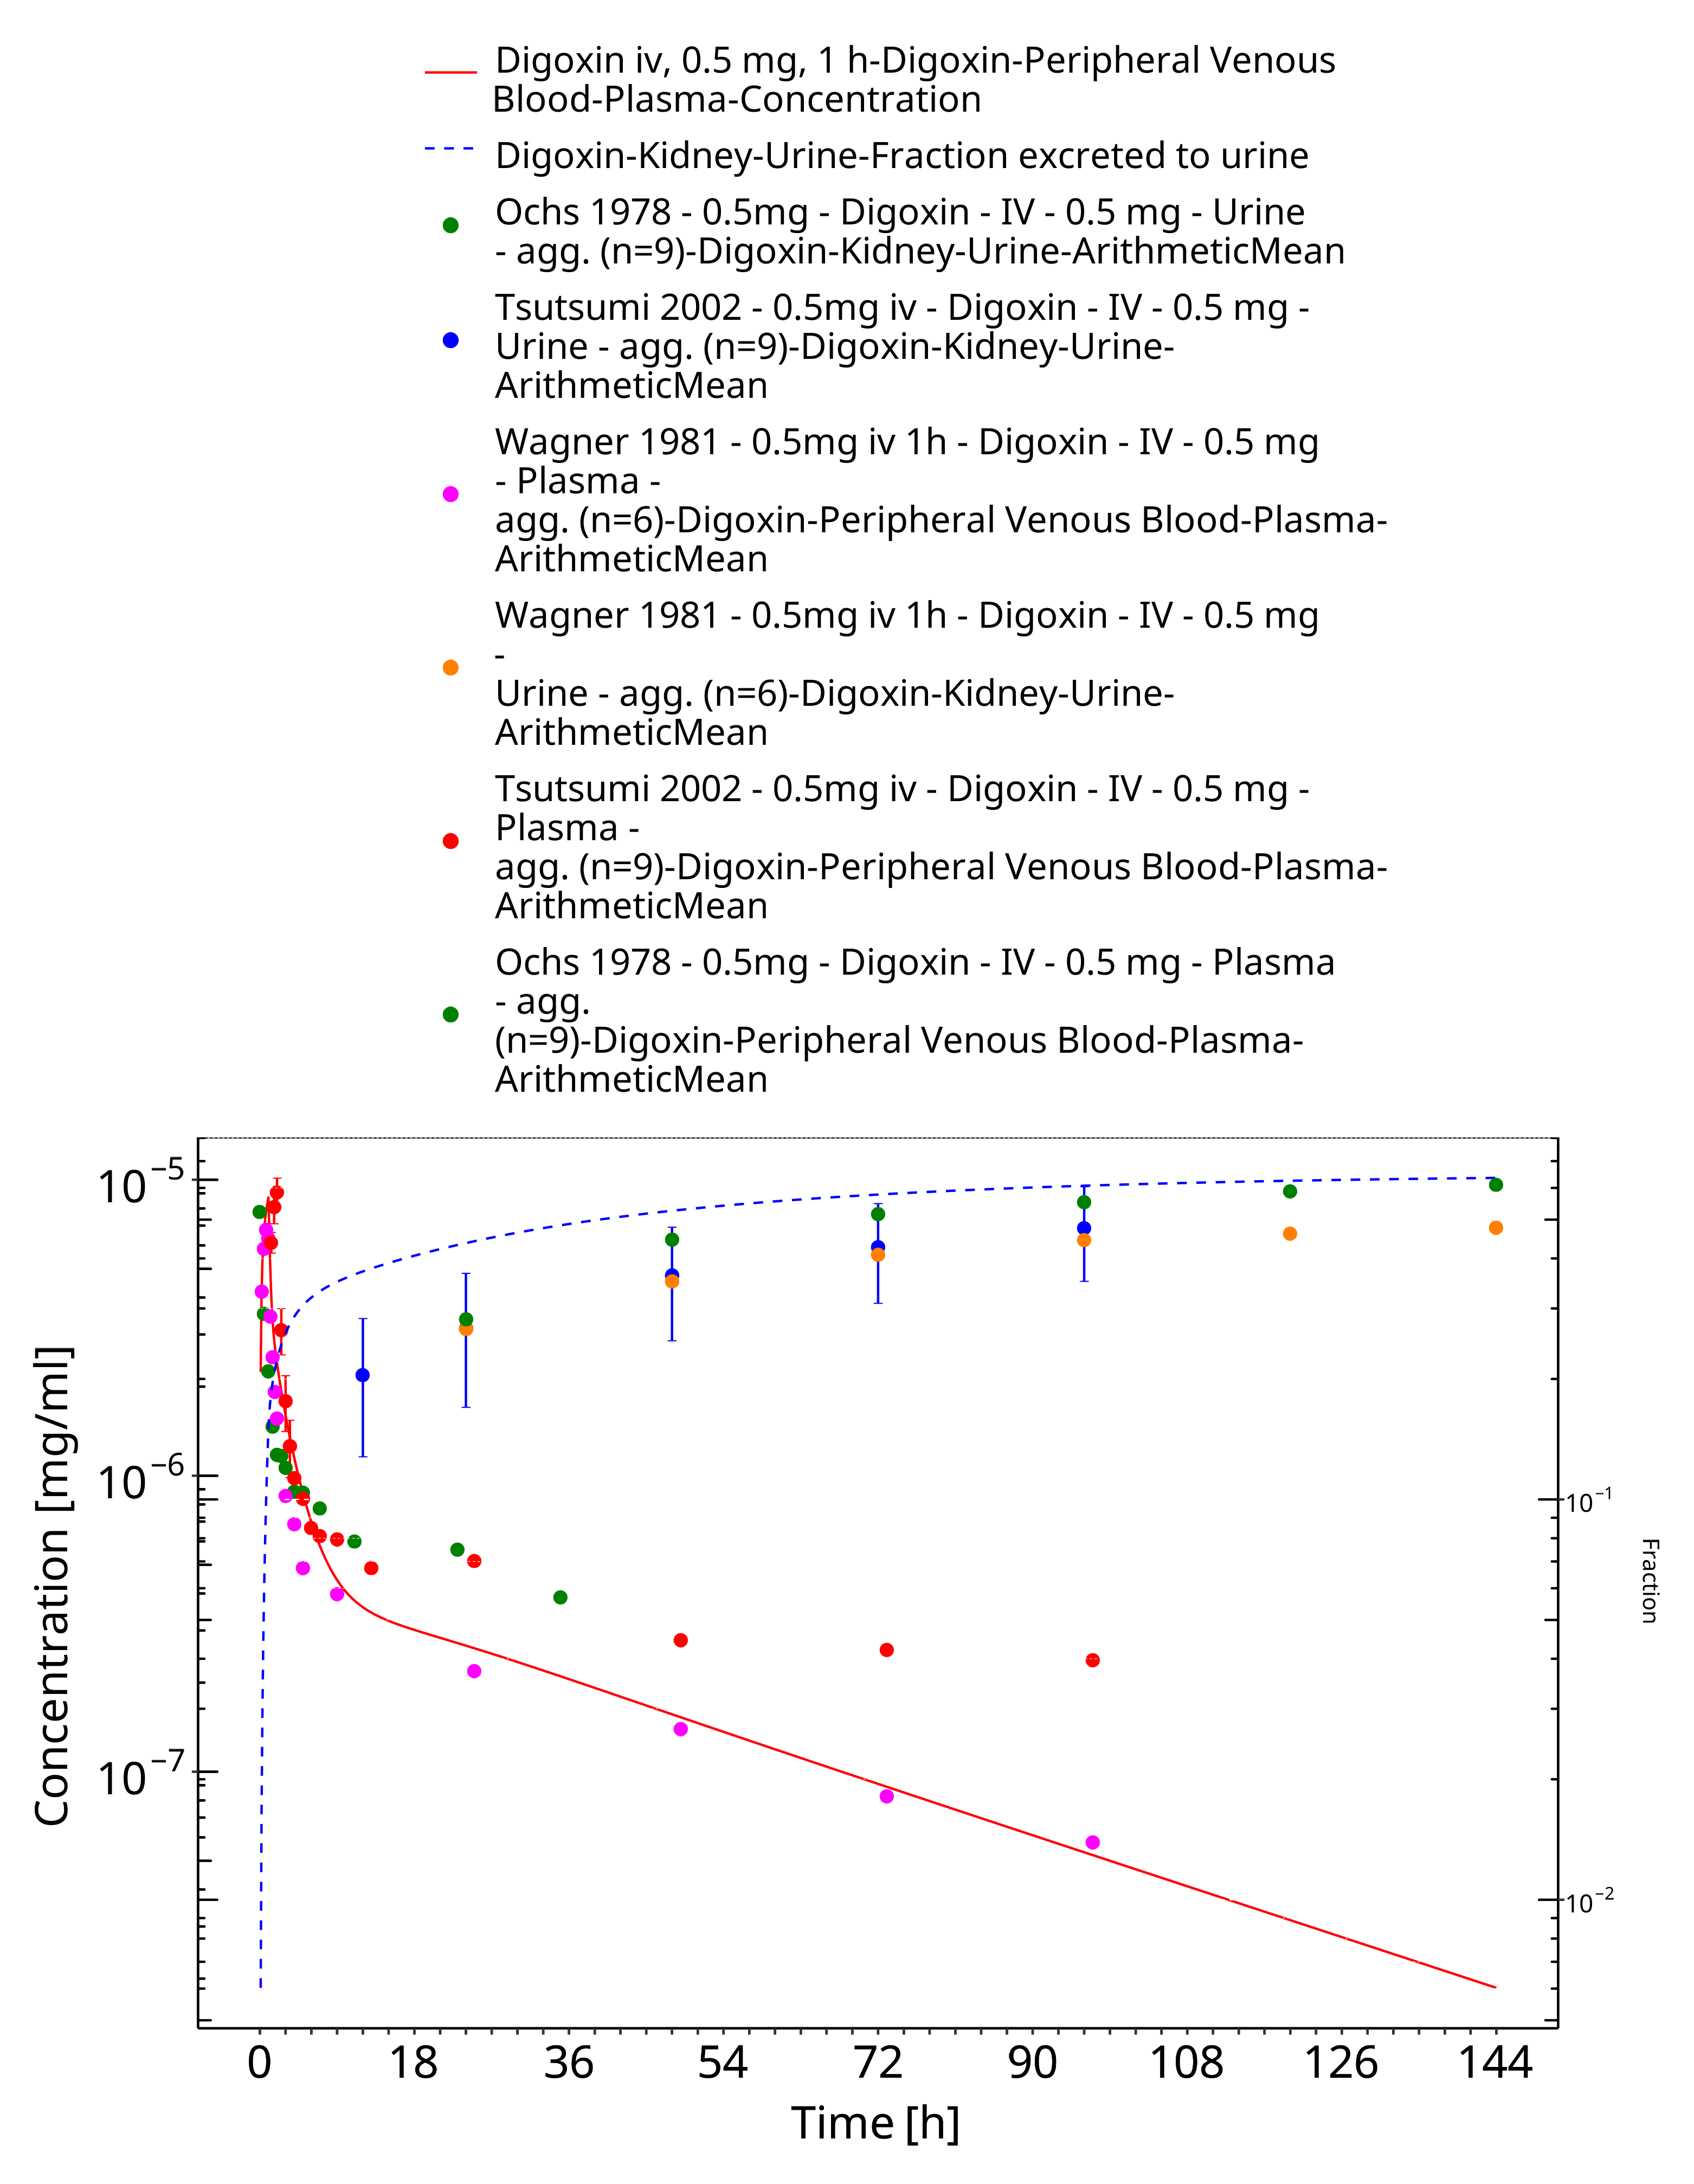 Digoxin iv, 0.5 mg, 1 h-Digoxin-Peripheral Venous
Blood-Plasma-Concentration
Digoxin-Kidney-Urine-Fraction excreted to urine
Ochs 1978 - 0.5mg - Digoxin - IV - 0.5 mg - Urine
- agg. (n=9)-Digoxin-Kidney-Urine-ArithmeticMean
Tsutsumi 2002 - 0.5mg iv - Digoxin - IV - 0.5 mg -
Urine - agg. (n=9)-Digoxin-Kidney-Urine-
ArithmeticMean
Wagner 1981 - 0.5mg iv 1h - Digoxin - IV - 0.5 mg
- Plasma -
agg. (n=6)-Digoxin-Peripheral Venous Blood-Plasma-
ArithmeticMean
Wagner 1981 - 0.5mg iv 1h - Digoxin - IV - 0.5 mg
-
Urine - agg. (n=6)-Digoxin-Kidney-Urine-
ArithmeticMean
Tsutsumi 2002 - 0.5mg iv - Digoxin - IV - 0.5 mg -
Plasma -
agg. (n=9)-Digoxin-Peripheral Venous Blood-Plasma-
ArithmeticMean
Ochs 1978 - 0.5mg - Digoxin - IV - 0.5 mg - Plasma
- agg.
(n=9)-Digoxin-Peripheral Venous Blood-Plasma-
ArithmeticMean
Concentration [mg/ml]
10⁻⁵
10⁻⁶
10⁻⁷
10⁻¹
10⁻²
Fraction
0 18 36 54 72 90 108 126 144
Time [h]